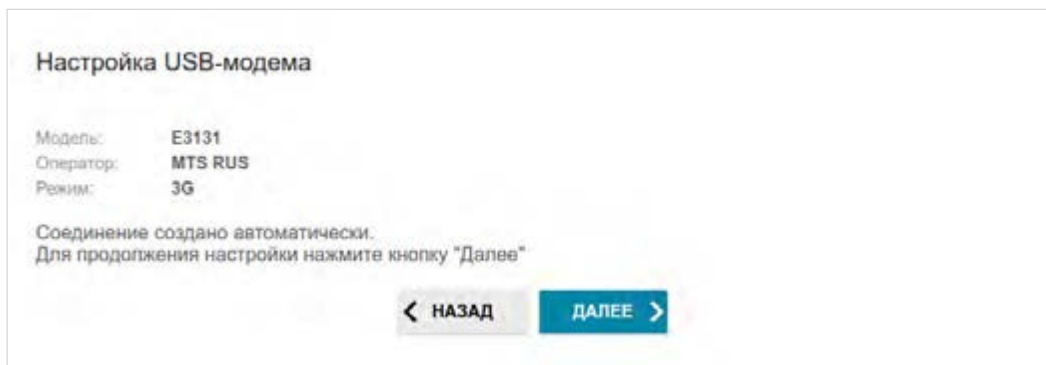 Настройка USB-модема
Модель: E3131
Оператор: MTS RUS
Режим: 3G
Соединение создано автоматически.
Для продолжения настройки нажмите кнопку "Далее"
НАЗАД ДАЛЕЕ